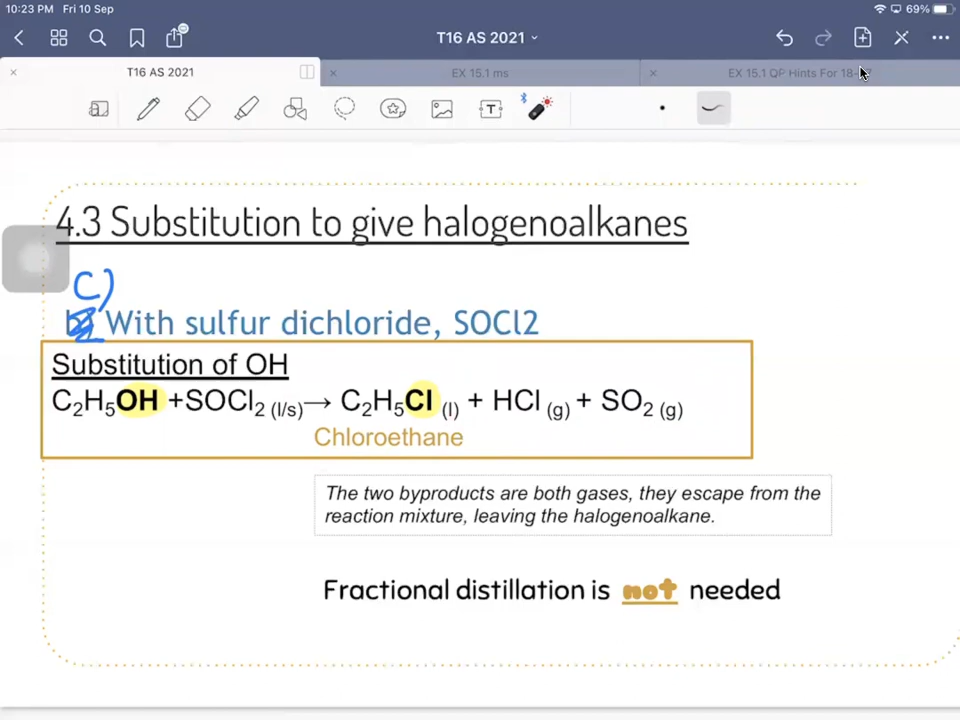 10:23 PM Fri 10 Sep 69%
T16 AS 2021
T16 AS 2021 EX 15.1 ms EX 15.1 QP Hints For 18-
T
4.3 Substitution to give halogenoalkanes
C)
With sulfur dichloride, SOCl2
Substitution of OH
C₂H₅OH +SOCl₂ (l/s)→ C₂H₅Cl (l) + HCl (g) + SO₂ (g)
Chloroethane
The two byproducts are both gases, they escape from the
reaction mixture, leaving the halogenoalkane.
Fractional distillation is not needed